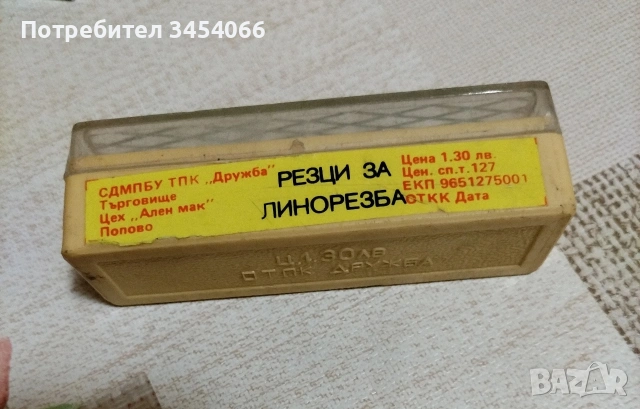 Потребител 3454066
СДМПБУ ТПК „Дружба"
Търговище
Цех „Ален мак"
Попово
РЕЗЦИ ЗА
ЛИНОРЕЗБА
Цена 1.30 лв.
Цен. сп.т. 127
ЕКП 9651275001
ОТКК Дата
Ц.1.30ЛВ
ОТПК ДРУЖБА
BAZAR